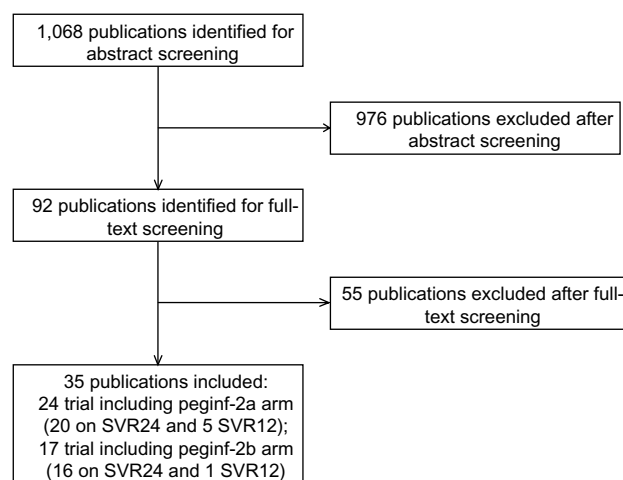 1,068 publications identified for
abstract screening
976 publications excluded after
abstract screening
92 publications identified for full-
text screening
55 publications excluded after full-
text screening
35 publications included:
24 trial including peginf-2a arm
(20 on SVR24 and 5 SVR12);
17 trial including peginf-2b arm
(16 on SVR24 and 1 SVR12)